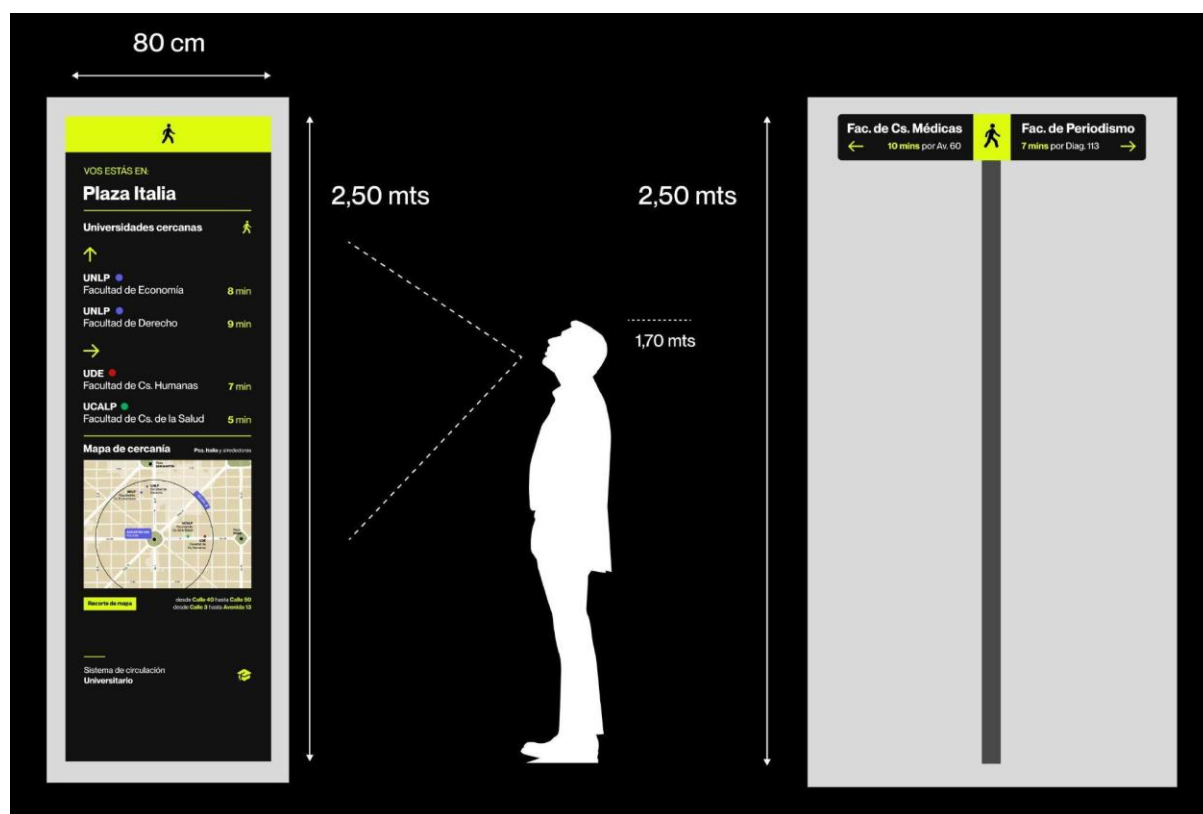 80 cm
VOS ESTÁS EN:
Plaza Italia
Universidades cercanas
UNLP
Facultad de Economía 8 min
UNLP
Facultad de Derecho 9 min
UDE
Facultad de Cs. Humanas 7 min
UCALP
Facultad de Cs. de la Salud 5 min
Mapa de cercanía Pza. Italia y alrededores
Recorte de mapa
desde Calle 40 hasta Calle 50
desde Calle 3 hasta Avenida 13
Sistema de circulación
Universitario
2,50 mts
1,70 mts
2,50 mts
Fac. de Cs. Médicas
10 mins por Av. 60
Fac. de Periodismo
7 mins por Diag. 113